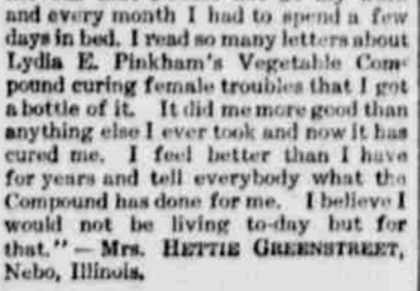 and every month I had to spend a few
days in bed. I read so many letters about
Lydia E. Pinkham's Vegetable Com-
pound curing female troubles that I got
a bottle of it. It did me more good than
anything else I ever took and now it has
cured me. I feel better than I have
for years and tell everybody what the
Compound has done for me. I believe I
would not be living to-day but for
that."—Mrs. HETTIE GREENSTREET,
Nebo, Illinois.